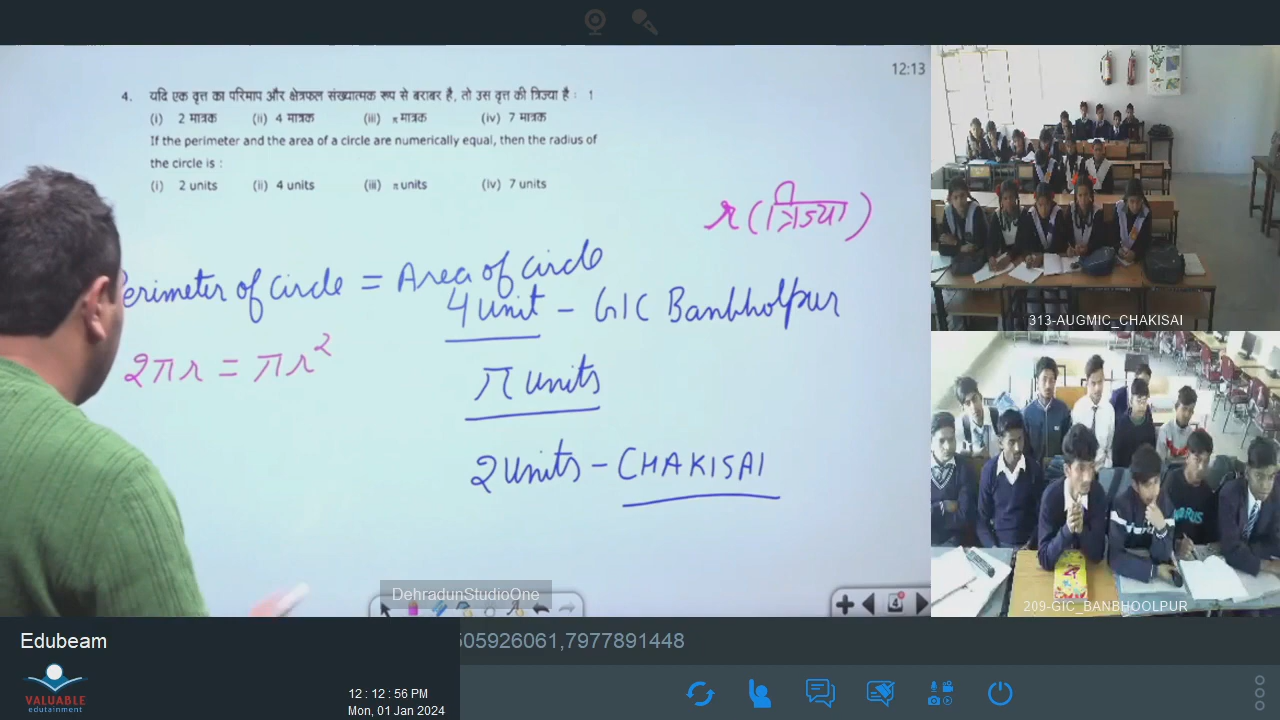 12:13
4. यदि एक वृत्त का परिमाप और क्षेत्रफल संख्यात्मक रूप से बराबर है, तो उस वृत्त की त्रिज्या है : 1
(i) 2 मात्रक (ii) 4 मात्रक (iii) π मात्रक (iv) 7 मात्रक
If the perimeter and the area of a circle are numerically equal, then the radius of
the circle is :
(i) 2 units (ii) 4 units (iii) π units (iv) 7 units
r (त्रिज्या)
Perimeter of circle = Area of circle
4 unit - GIC Banbholpur
2πr = πr²
π units
2 units - CHAKISAI
313-AUGMIC_CHAKISAI
209-GIC_BANBHOOLPUR
DehradunStudioOne
4
Edubeam
505926061,7977891448
VALUABLE
edutainment
12 : 12 : 56 PM
Mon, 01 Jan 2024